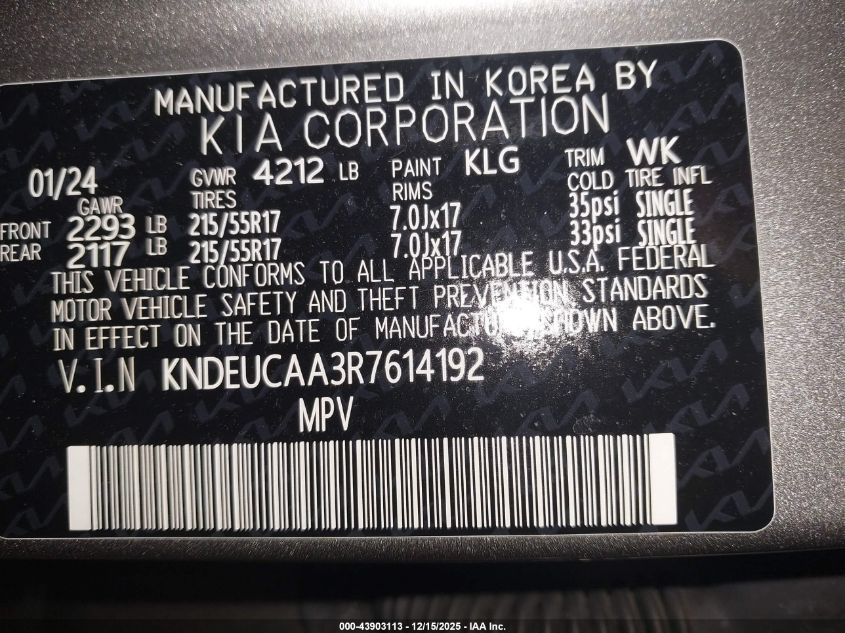 MANUFACTURED IN KOREA BY
KIA CORPORATION
01/24 GVWR 4212 LB PAINT KLG TRIM WK
GAWR TIRES RIMS COLD TIRE INFL
FRONT 2293 LB 215/55R17 7.0Jx17 35psi SINGLE
REAR 2117 LB 215/55R17 7.0Jx17 33psi SINGLE
THIS VEHICLE CONFORMS TO ALL APPLICABLE U.S.A. FEDERAL
MOTOR VEHICLE SAFETY AND THEFT PREVENTION STANDARDS
IN EFFECT ON THE DATE OF MANUFACTURE SHOWN ABOVE.
V.I.N KNDEUCAA3R7614192
MPV
000-43903113 - 12/15/2025 - IAA Inc.